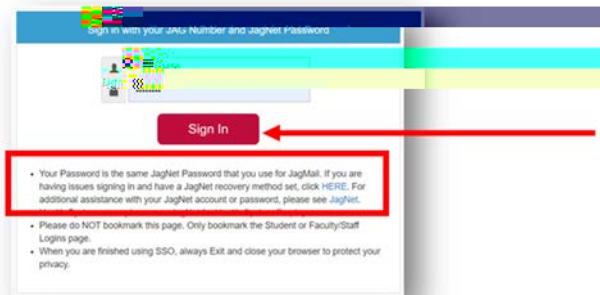 Sign in with your JAG Number and JagNet Password
Sign In
• Your Password is the same JagNet Password that you use for JagMail. If you are
having issues signing in and have a JagNet recovery method set, click HERE. For
additional assistance with your JagNet account or password, please see JagNet.
• Please do NOT bookmark this page. Only bookmark the Student or Faculty/Staff
Logins page.
• When you are finished using SSO, always Exit and close your browser to protect your
privacy.